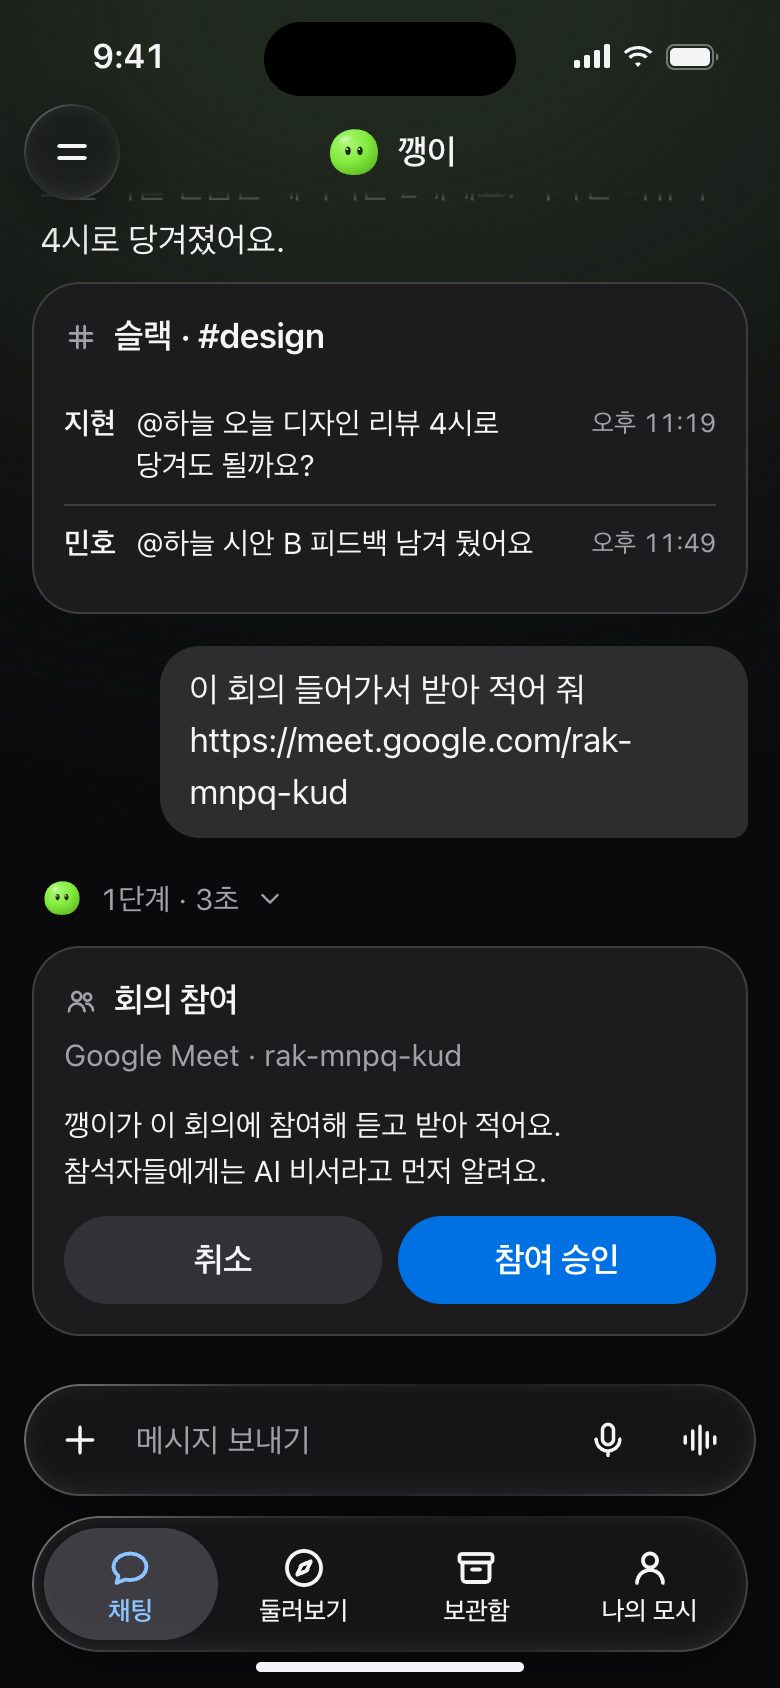 9:41
깽이
4시로 당겨졌어요.
슬랙 · #design
지현 @하늘 오늘 디자인 리뷰 4시로 오후 11:19
당겨도 될까요?
민호 @하늘 시안 B 피드백 남겨 뒀어요 오후 11:49
이 회의 들어가서 받아 적어 줘
https://meet.google.com/rak-
mnpq-kud
1단계 · 3초
회의 참여
Google Meet · rak-mnpq-kud
깽이가 이 회의에 참여해 듣고 받아 적어요.
참석자들에게는 AI 비서라고 먼저 알려요.
취소
참여 승인
메시지 보내기
채팅
둘러보기
보관함
나의 모시